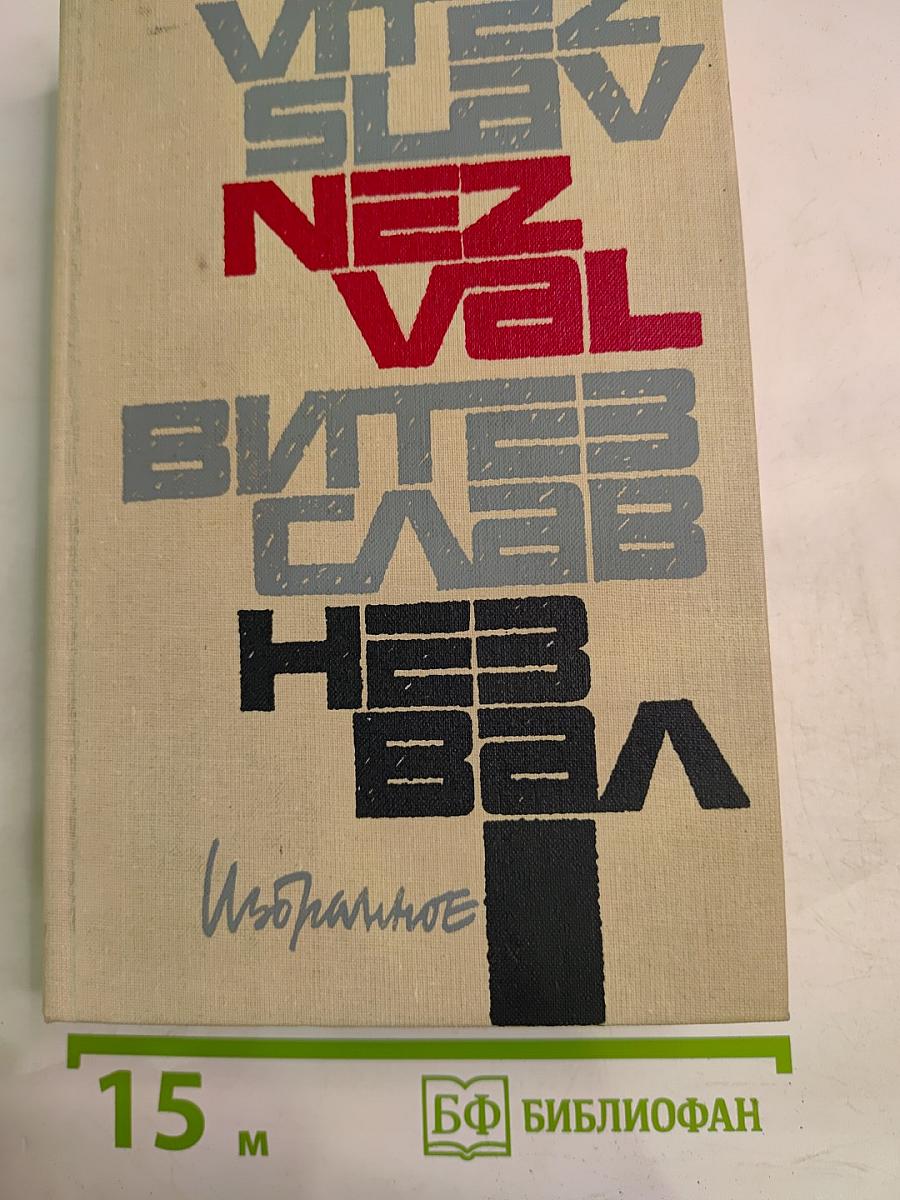 VITEZ
SLaV
NEZ
VaL
ВИТЕЗ
СЛаВ
НЕЗ
ВаЛ
Избранное
15 м
БФ БИБЛИОФАН